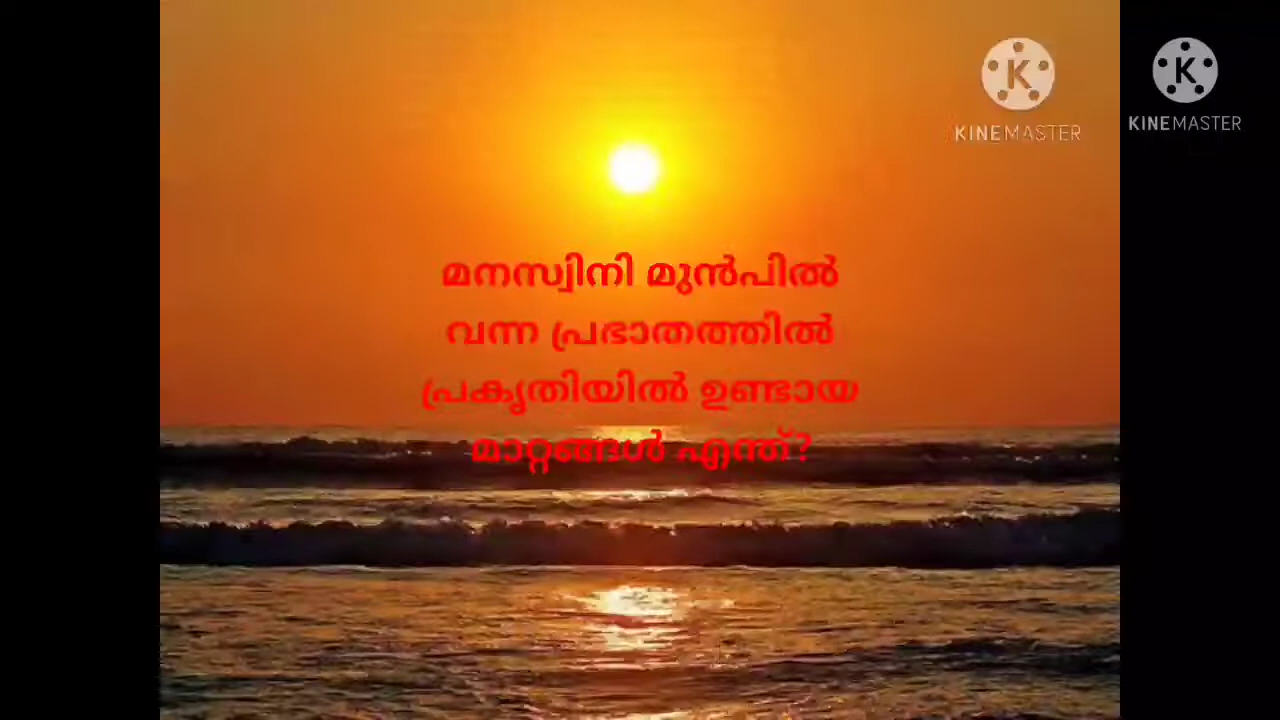 KINEMASTER
KINEMASTER
മനസ്വിനി മുൻപിൽ
വന്ന പ്രഭാതത്തിൽ
പ്രകൃതിയിൽ ഉണ്ടായ
മാറ്റങ്ങൾ എന്ത്?